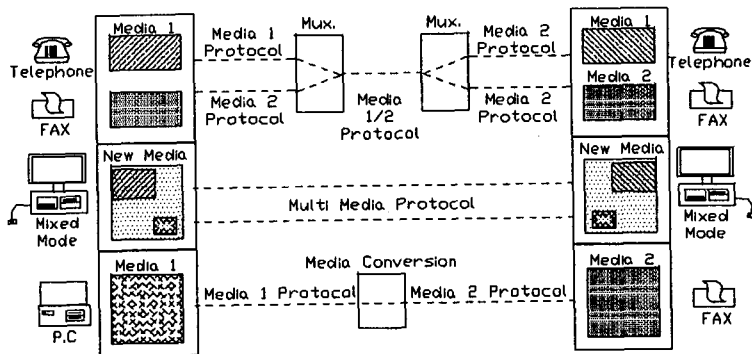 Media 1
Media 1
Protocol
Mux.
Mux.
Media 2
Protocol
Media 1
Telephone
Telephone
Media 2
Media 2
Protocol
Media
1/2
Protocol
Media 2
Protocol
FAX
FAX
New Media
New Media
Multi Media Protocol
Mixed
Mode
Mixed
Mode
Media 1
Media Conversion
Media 2
Media 1 Protocol
Media 2 Protocol
P.C
FAX